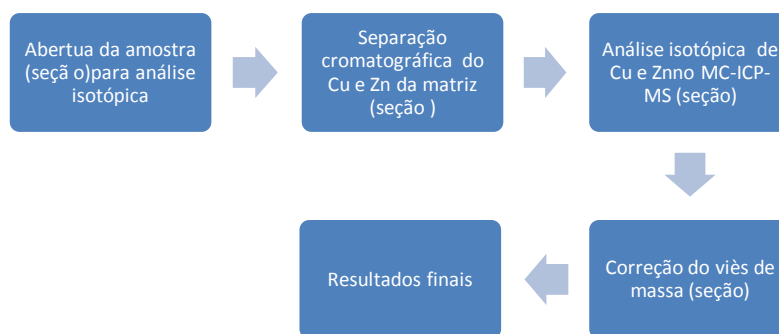 Abertua da amostra
(seçã o)para análise
isotópica
Separação
cromatográfica do
Cu e Zn da matriz
(seção )
Análise isotópica de
Cu e Znno MC-ICP-
MS (seção)
Correção do viès de
massa (seção)
Resultados finais